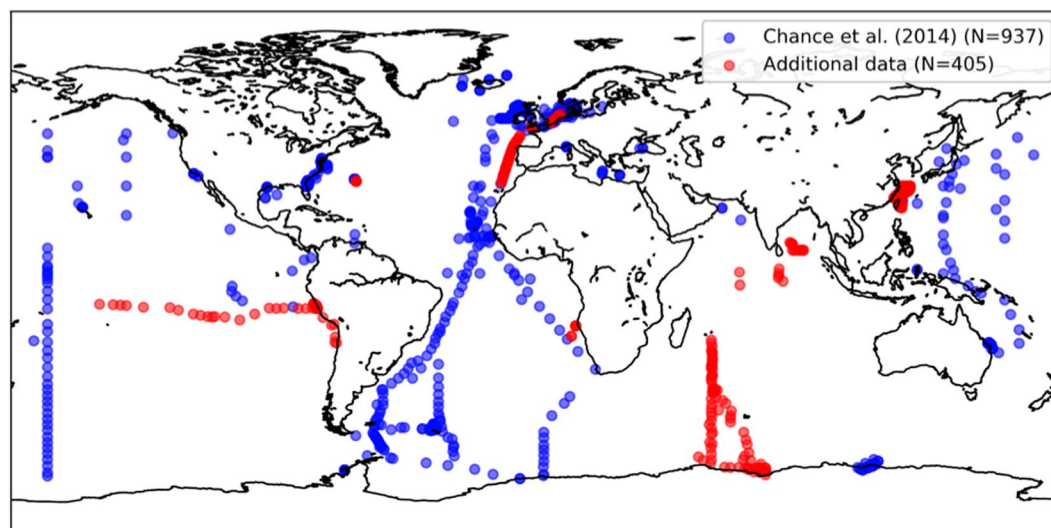 Chance et al. (2014) (N=937)
Additional data (N=405)